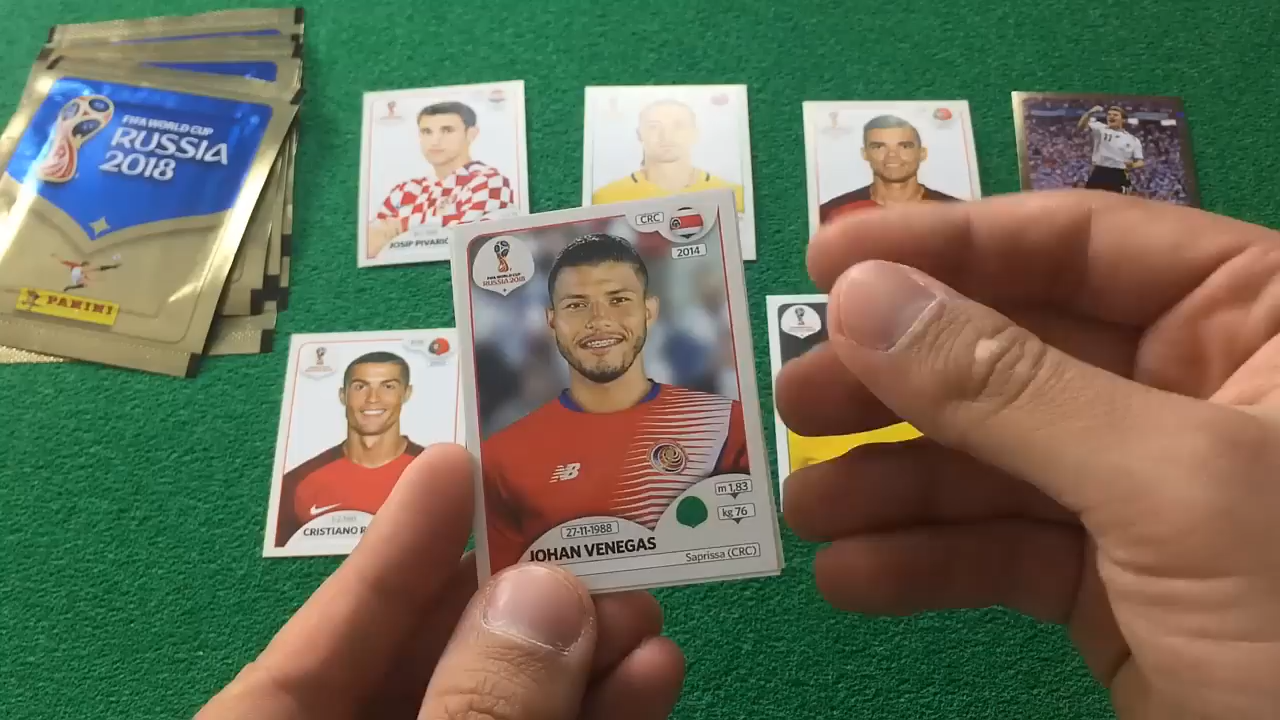 FIFA WORLD CUP
RUSSIA
2018
PANINI
JOSIP PIVARIĆ
11
CRISTIANO R
CRC
2014
FIFA WORLD CUP
RUSSIA 2018
m 1,83
kg 76
27-11-1988
JOHAN VENEGAS
Saprissa (CRC)